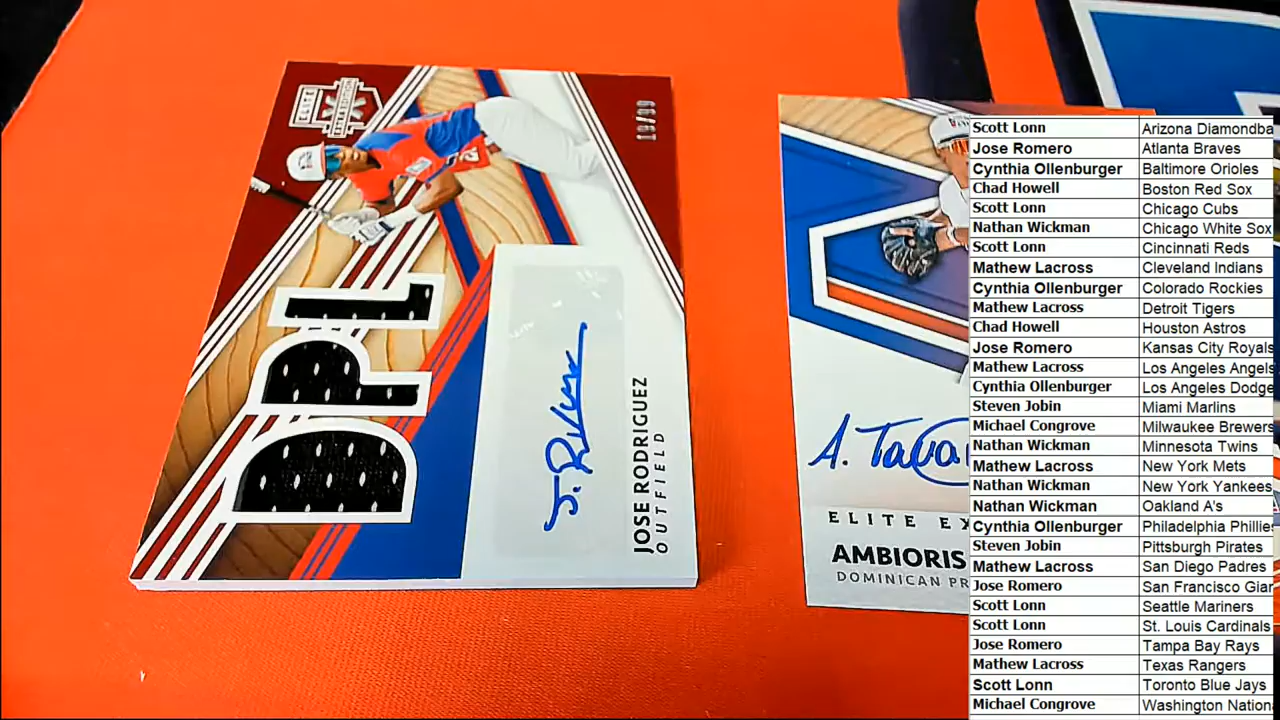 ELITE
EXTRA EDITION
19/99
DPL
J. Rodriguez
JOSE RODRIGUEZ
OUTFIELD
A. Tava
ELITE EX
AMBIORIS
DOMINICAN PR
Scott Lonn Arizona Diamondba
Jose Romero Atlanta Braves
Cynthia Ollenburger Baltimore Orioles
Chad Howell Boston Red Sox
Scott Lonn Chicago Cubs
Nathan Wickman Chicago White Sox
Scott Lonn Cincinnati Reds
Mathew Lacross Cleveland Indians
Cynthia Ollenburger Colorado Rockies
Mathew Lacross Detroit Tigers
Chad Howell Houston Astros
Jose Romero Kansas City Royals
Mathew Lacross Los Angeles Angels
Cynthia Ollenburger Los Angeles Dodge
Steven Jobin Miami Marlins
Michael Congrove Milwaukee Brewers
Nathan Wickman Minnesota Twins
Mathew Lacross New York Mets
Nathan Wickman New York Yankees
Nathan Wickman Oakland A's
Cynthia Ollenburger Philadelphia Phillies
Steven Jobin Pittsburgh Pirates
Mathew Lacross San Diego Padres
Jose Romero San Francisco Gian
Scott Lonn Seattle Mariners
Scott Lonn St. Louis Cardinals
Jose Romero Tampa Bay Rays
Mathew Lacross Texas Rangers
Scott Lonn Toronto Blue Jays
Michael Congrove Washington Nation